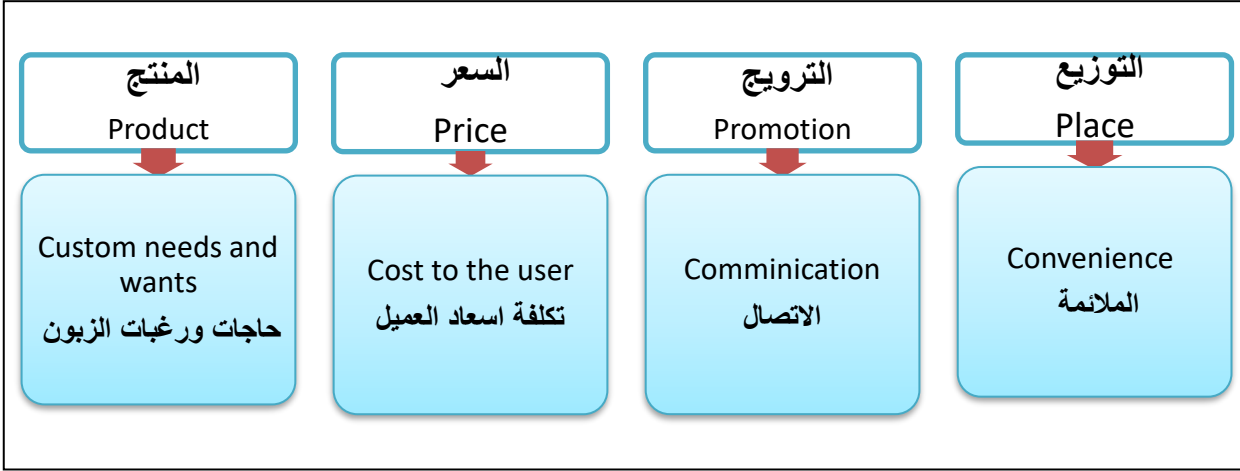 المنتج
Product
Custom needs and
wants
حاجات ورغبات الزبون
السعر
Price
Cost to the user
تكلفة اسعاد العميل
الترويج
Promotion
Comminication
الاتصال
التوزيع
Place
Convenience
الملائمة